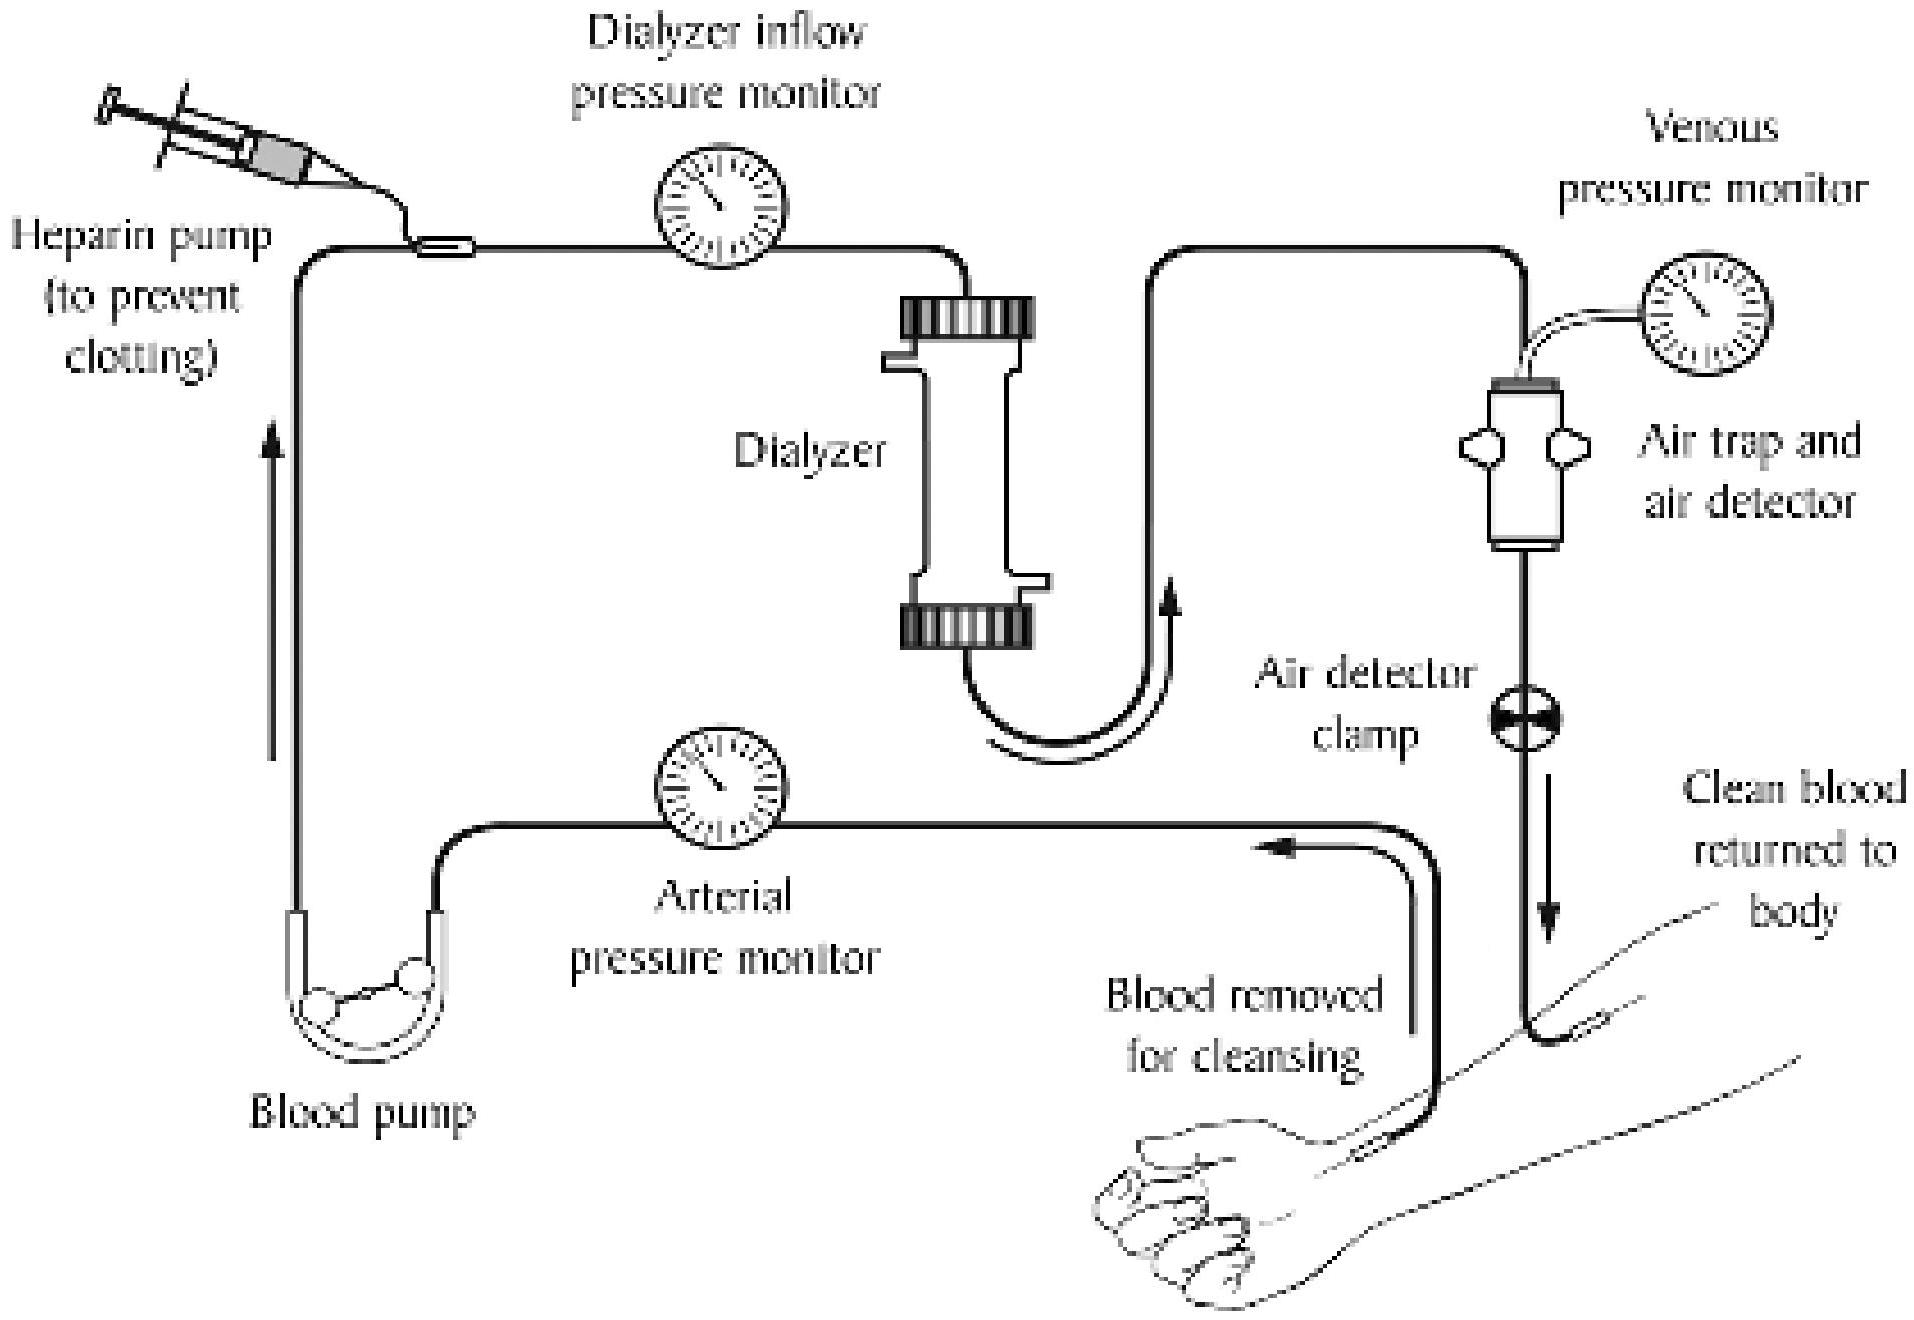 Dialyzer inflow
pressure monitor
Venous
pressure monitor
Heparin pump
(to prevent
clotting)
Dialyzer
Air trap and
air detector
Air detector
clamp
Clean blood
returned to
body
Arterial
pressure monitor
Blood removed
for cleansing
Blood pump